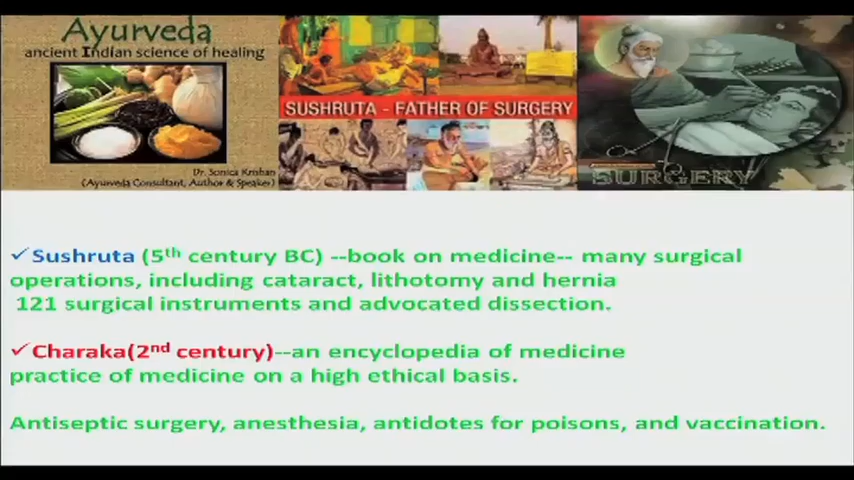 Ayurveda
ancient Indian science of healing
Dr. Sonica Krishan
(Ayurveda Consultant, Author & Speaker)
SUSHRUTA - FATHER OF SURGERY
SURGERY
✓Sushruta (5th century BC) --book on medicine-- many surgical
operations, including cataract, lithotomy and hernia
121 surgical instruments and advocated dissection.
✓Charaka(2nd century)--an encyclopedia of medicine
practice of medicine on a high ethical basis.
Antiseptic surgery, anesthesia, antidotes for poisons, and vaccination.